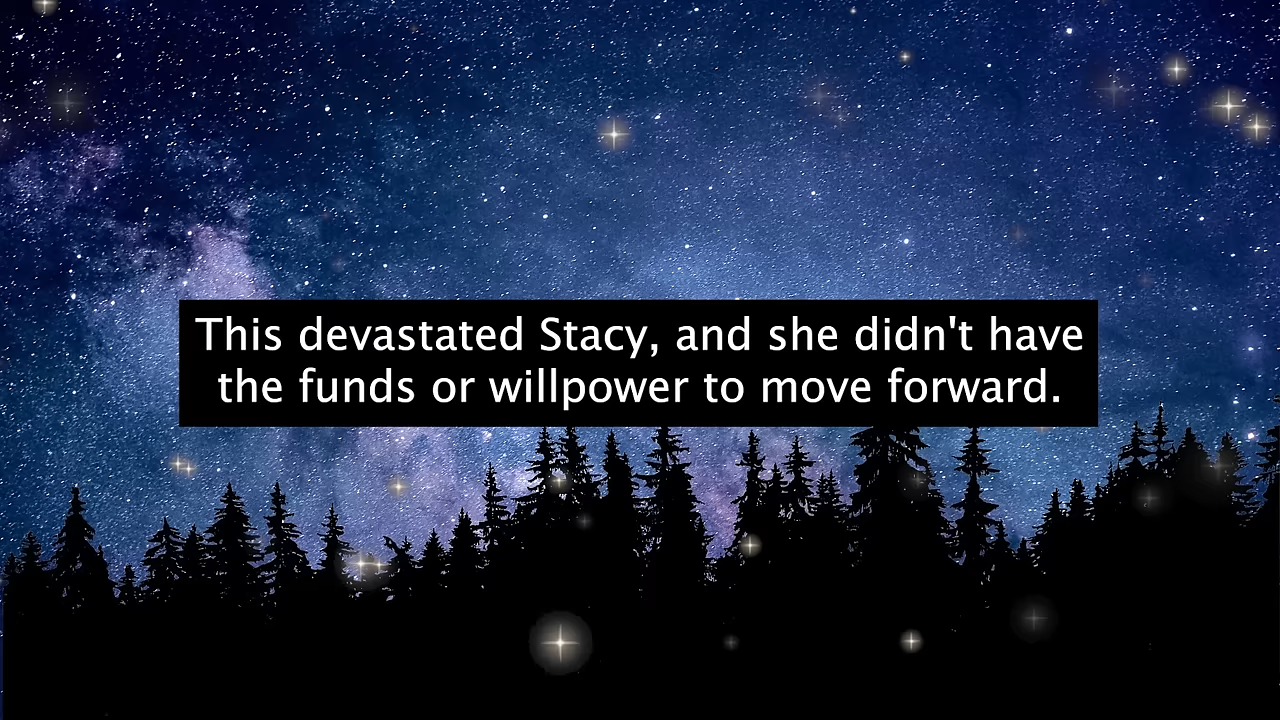 This devastated Stacy, and she didn't have
the funds or willpower to move forward.